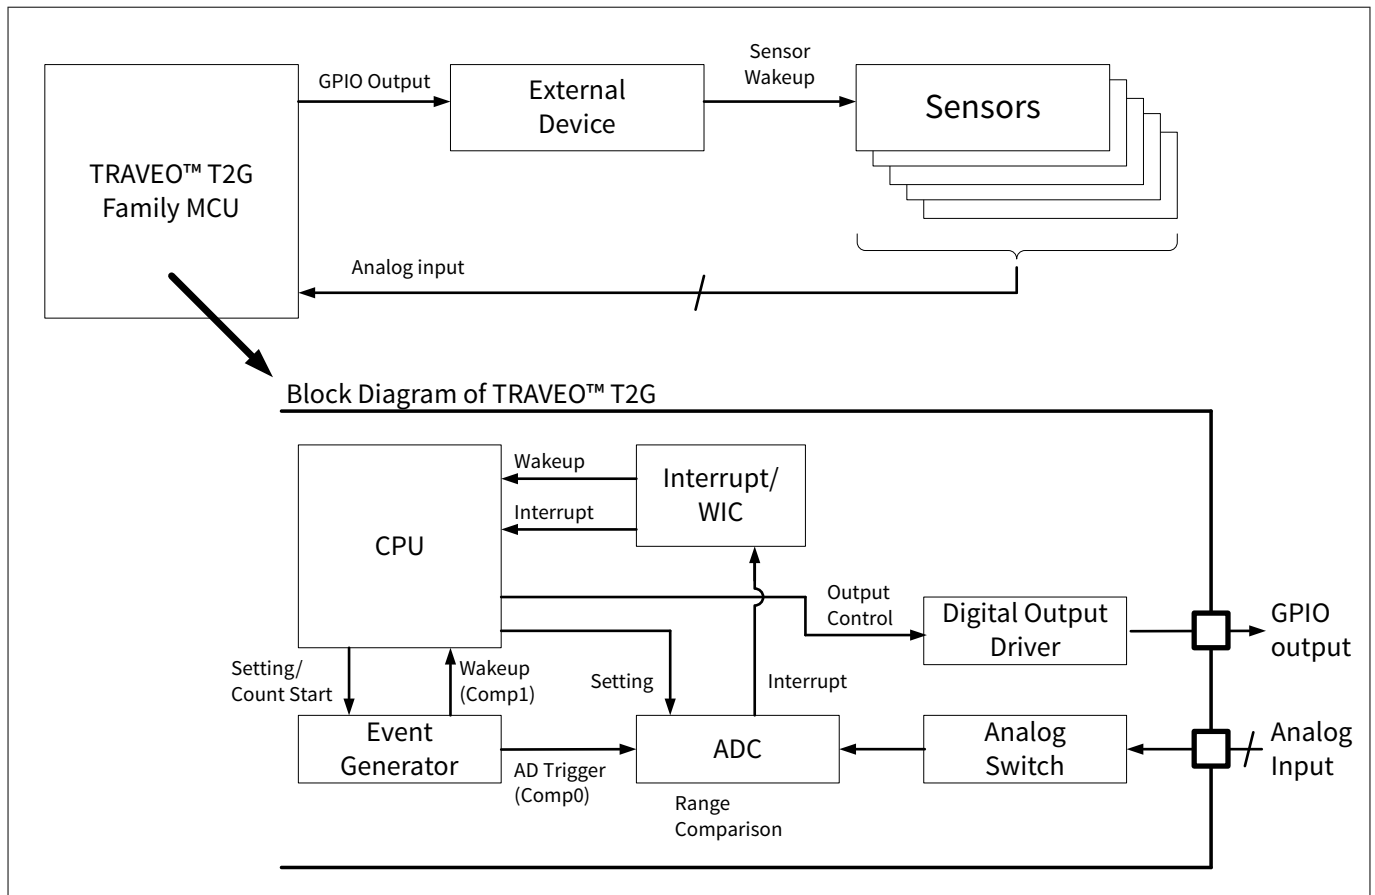 GPIO Output
External
Device
Sensor
Wakeup
Sensors
TRAVEO™ T2G
Family MCU
Analog input
Block Diagram of TRAVEO™ T2G
CPU
Wakeup
Interrupt
Interrupt/
WIC
Output
Control
Digital Output
Driver
GPIO
output
Setting/
Count Start
Wakeup
(Comp1)
Setting
Interrupt
Event
Generator
AD Trigger
(Comp0)
ADC
Range
Comparison
Analog
Switch
Analog
Input